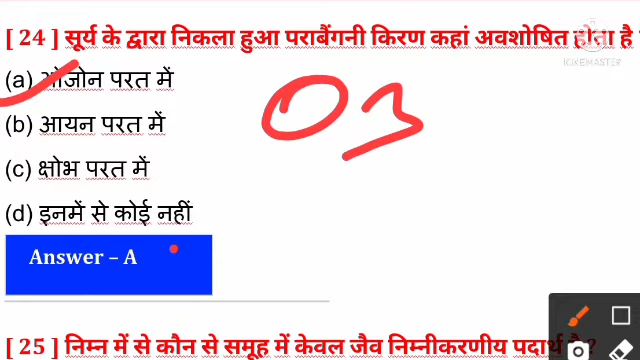 [ 24 ] सूर्य के द्वारा निकला हुआ पराबैंगनी किरण कहां अवशोषित होता है
KINEMASTER
(a) ओजोन परत में
O3
(b) आयन परत में
(c) क्षोभ परत में
(d) इनमें से कोई नहीं
Answer – A
[ 25 ] निम्न में से कौन से समूह में केवल जैव निम्नीकरणीय पदार्थ है ?